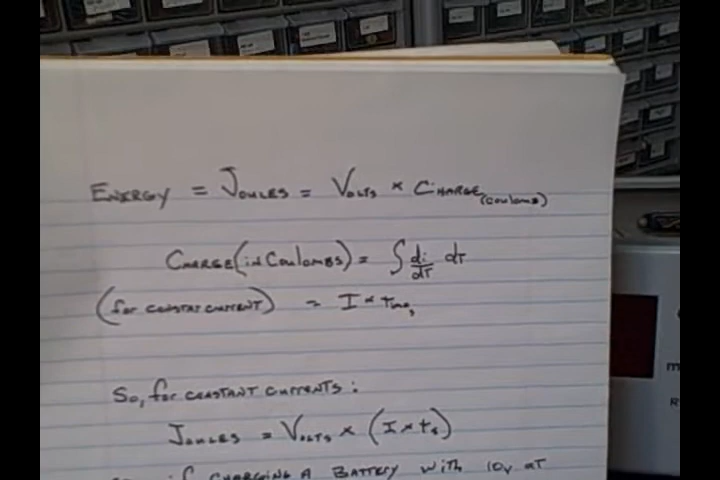 ENERGY = JOULES = VOLTS × CHARGE (COULOMBS)
CHARGE (in COULOMBS) = ∫ di/dT dT
(for CONSTANT CURRENT) = I × time,
So, for CONSTANT CURRENTS:
JOULES = VOLTS × (I × ts)
if CHARGING A BATTERY WITH 10V AT